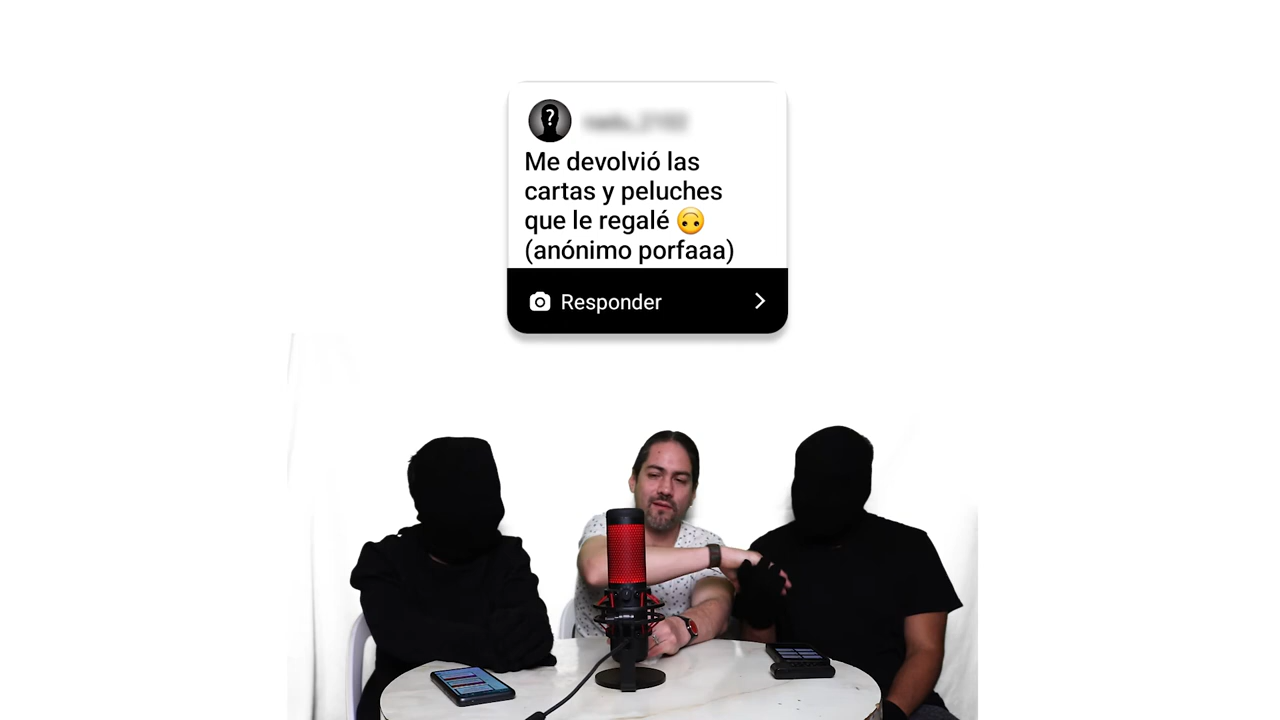 Me devolvió las
cartas y peluches
que le regalé 🙃
(anónimo porfaaa)
Responder